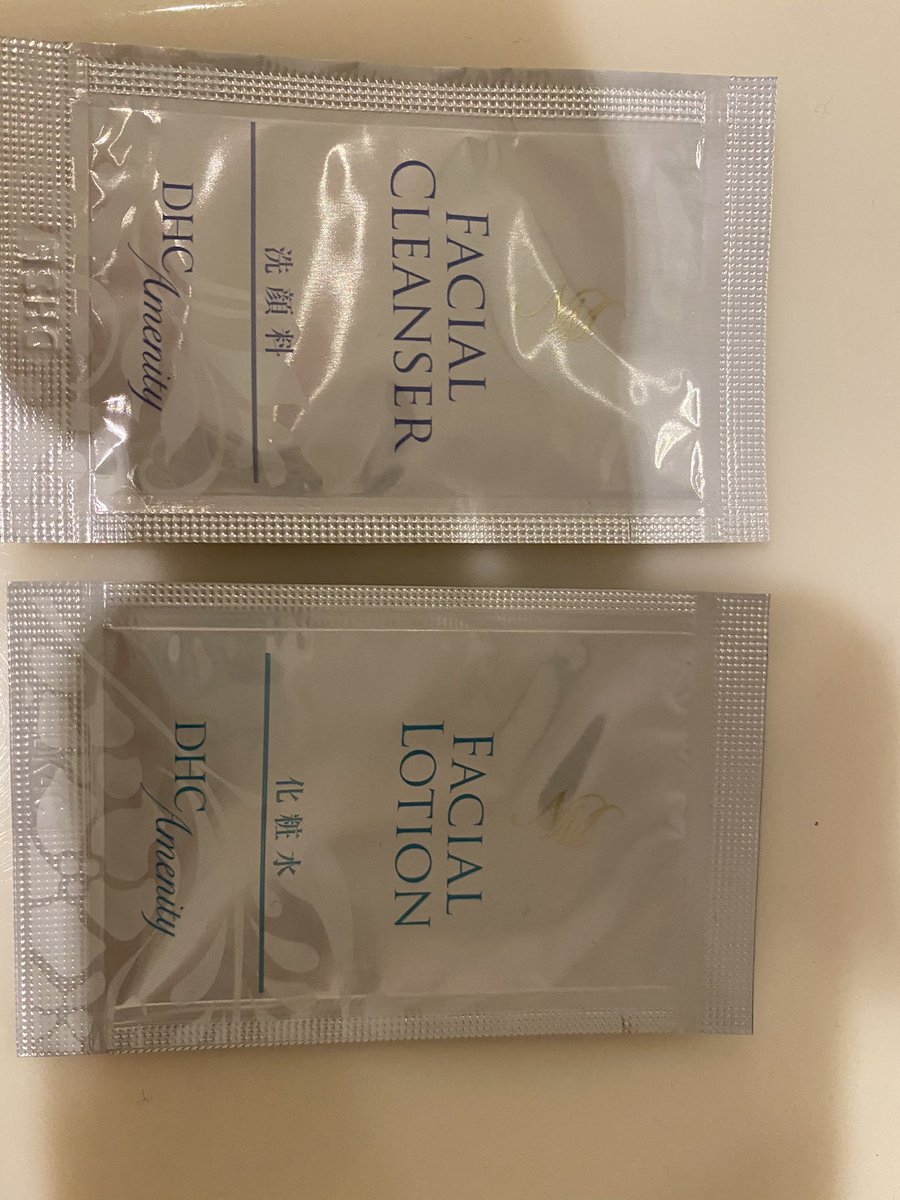 FACIAL
CLEANSER
洗顔料
DHC Amenity
FACIAL
LOTION
化粧水
DHC Amenity